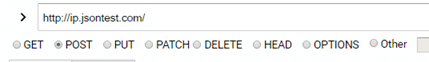 http://ip.jsontest.com/
GET POST PUT PATCH DELETE HEAD OPTIONS Other